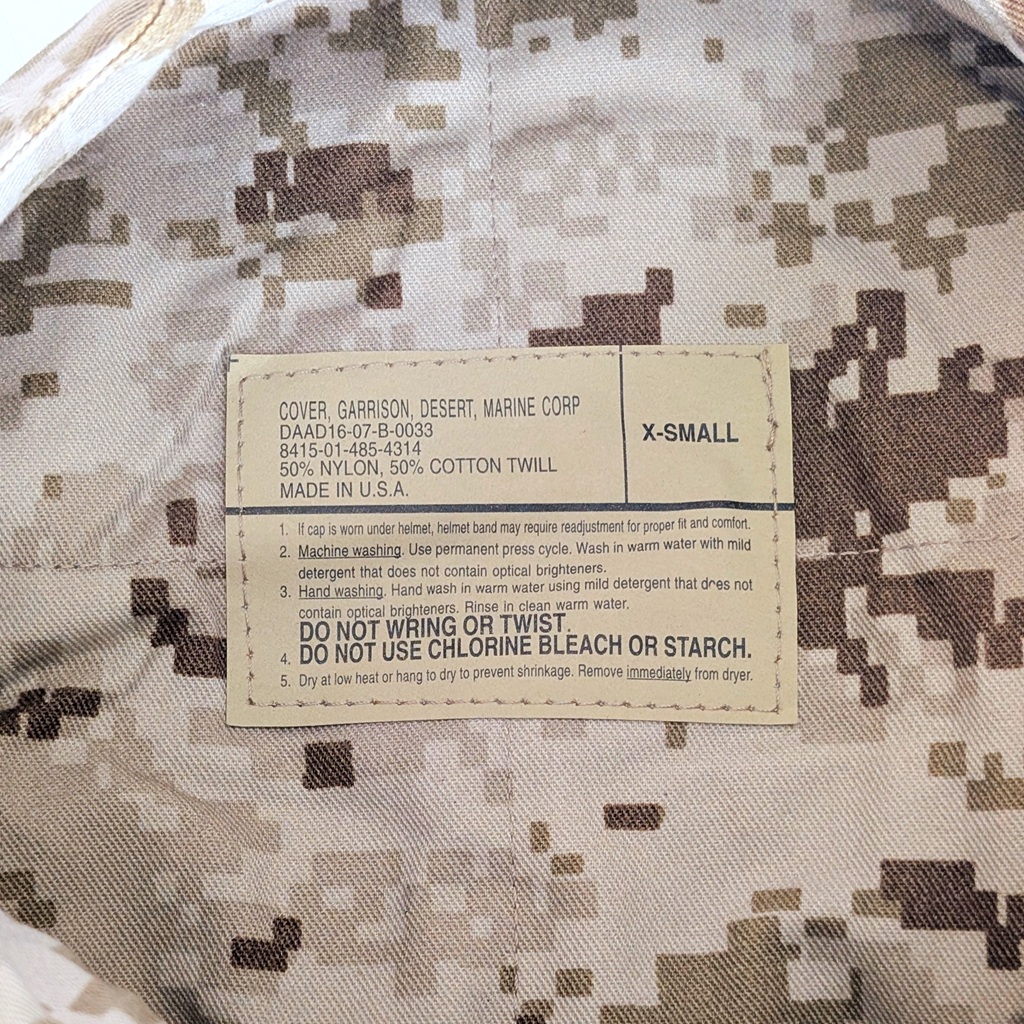 COVER, GARRISON, DESERT, MARINE CORP
DAAD16-07-B-0033
8415-01-485-4314
50% NYLON, 50% COTTON TWILL
MADE IN U.S.A.
X-SMALL
1. If cap is worn under helmet, helmet band may require readjustment for proper fit and comfort.
2. Machine washing. Use permanent press cycle. Wash in warm water with mild
detergent that does not contain optical brighteners.
3. Hand washing. Hand wash in warm water using mild detergent that does not
contain optical brighteners. Rinse in clean warm water.
DO NOT WRING OR TWIST.
4. DO NOT USE CHLORINE BLEACH OR STARCH.
5. Dry at low heat or hang to dry to prevent shrinkage. Remove immediately from dryer.